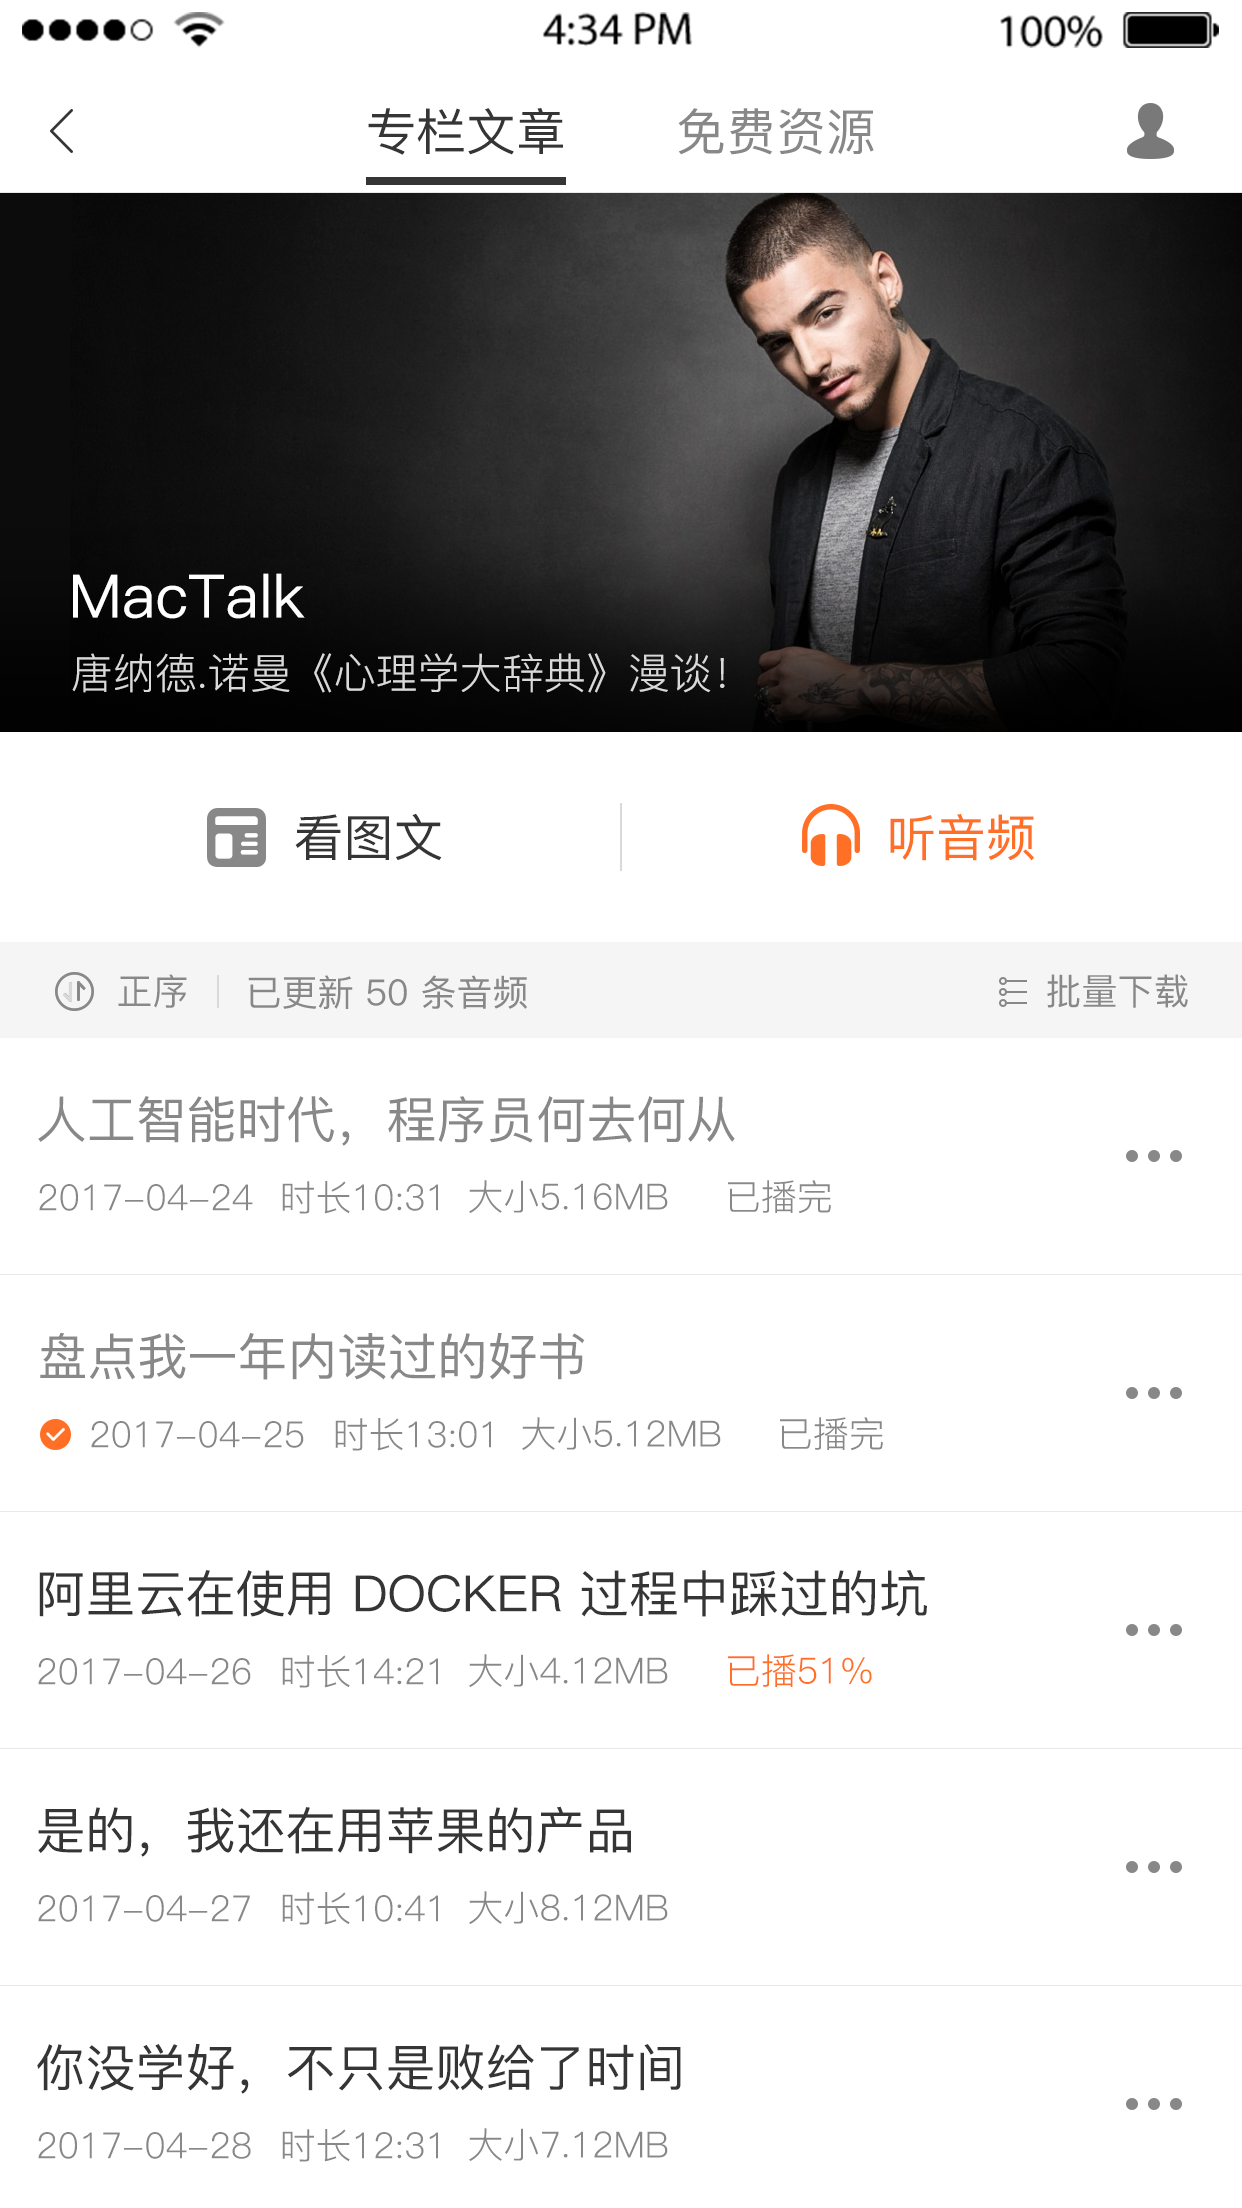 4:34 PM 100%
专栏文章 免费资源
MacTalk
唐纳德.诺曼《心理学大辞典》漫谈！
看图文 听音频
正序 已更新 50 条音频 批量下载
人工智能时代，程序员何去何从
2017-04-24 时长10:31 大小5.16MB 已播完
盘点我一年内读过的好书
2017-04-25 时长13:01 大小5.12MB 已播完
阿里云在使用 DOCKER 过程中踩过的坑
2017-04-26 时长14:21 大小4.12MB 已播51%
是的，我还在用苹果的产品
2017-04-27 时长10:41 大小8.12MB
你没学好，不只是败给了时间
2017-04-28 时长12:31 大小7.12MB